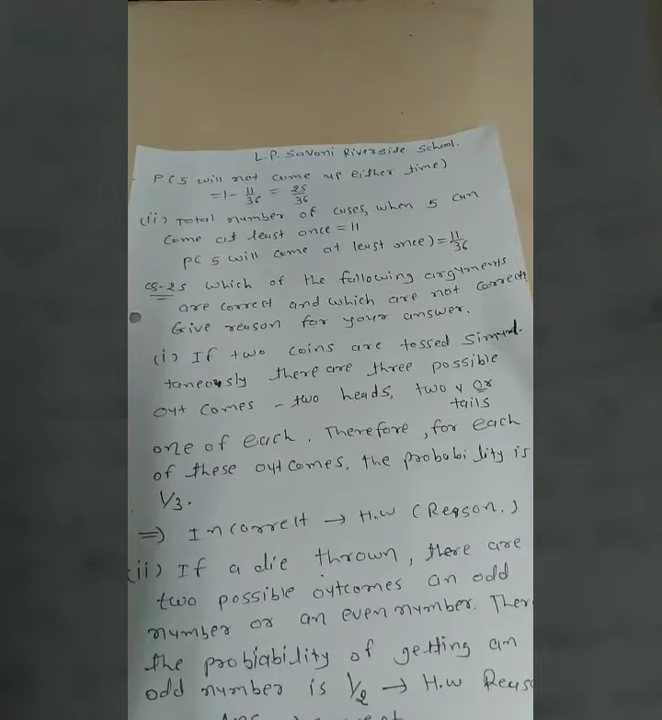 L.P. Savani Riverside School.
P(5 will not come up either time)
= 1 - 11/36 = 25/36
(ii) Total number of cases, when 5 can
come at least once = 11
P( 5 will come at least once) = 11/36
Q-25 which of the following arguments
are correct and which are not correct
Give reason for your answer.
(i) If two coins are tossed simul-
taneously there are three possible
out comes - two heads, two tails or
one of each. Therefore, for each
of these out comes, the probability is
1/3.
⇒ Incorrect → H.W (Reason.)
(ii) If a die thrown, there are
two possible outcomes an odd
number or an even number. Ther
the probiability of getting an
odd number is 1/2 → H.W Reaso